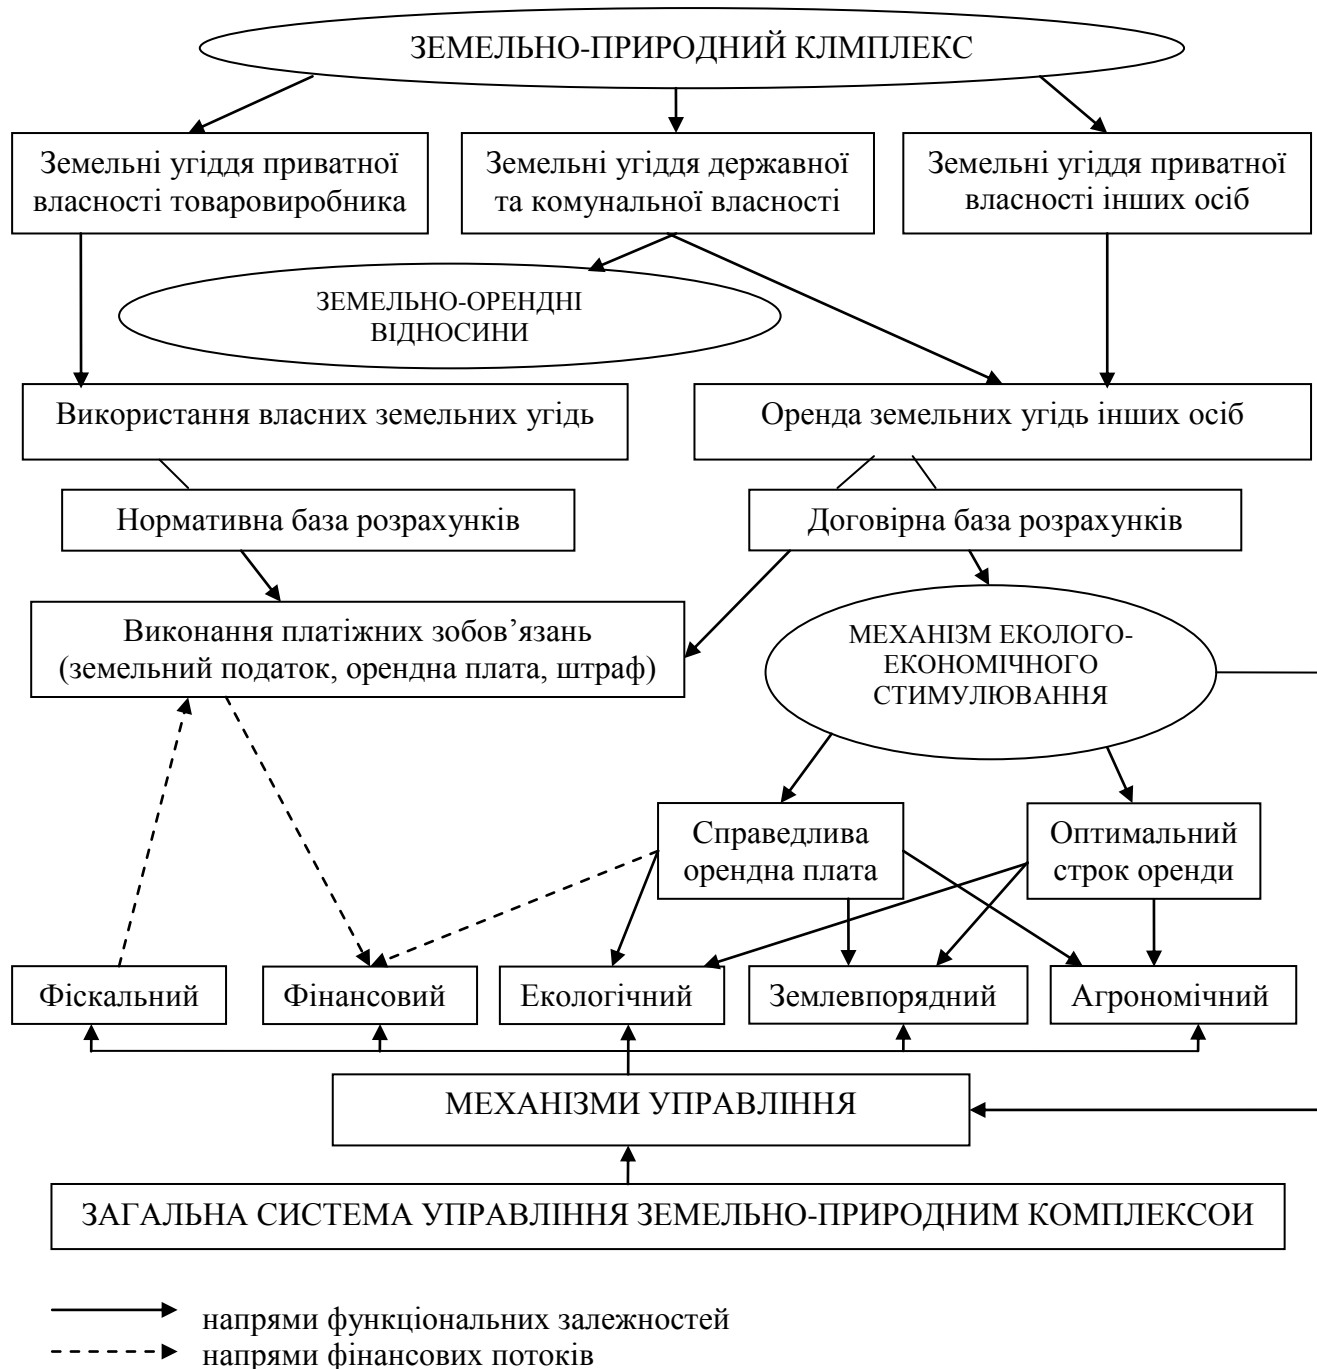 ЗЕМЕЛЬНО-ПРИРОДНИЙ КЛМПЛЕКС
Земельні угіддя приватної
власності товаровиробника
Земельні угіддя державної
та комунальної власності
Земельні угіддя приватної
власності інших осіб
ЗЕМЕЛЬНО-ОРЕНДНІ
ВІДНОСИНИ
Використання власних земельних угідь
Оренда земельних угідь інших осіб
Нормативна база розрахунків
Договірна база розрахунків
Виконання платіжних зобов’язань
(земельний податок, орендна плата, штраф)
МЕХАНІЗМ ЕКОЛОГО-
ЕКОНОМІЧНОГО
СТИМУЛЮВАННЯ
Справедлива
орендна плата
Оптимальний
строк оренди
Фіскальний
Фінансовий
Екологічний
Землевпорядний
Агрономічний
МЕХАНІЗМИ УПРАВЛІННЯ
ЗАГАЛЬНА СИСТЕМА УПРАВЛІННЯ ЗЕМЕЛЬНО-ПРИРОДНИМ КОМПЛЕКСОИ
напрями функціональних залежностей
напрями фінансових потоків